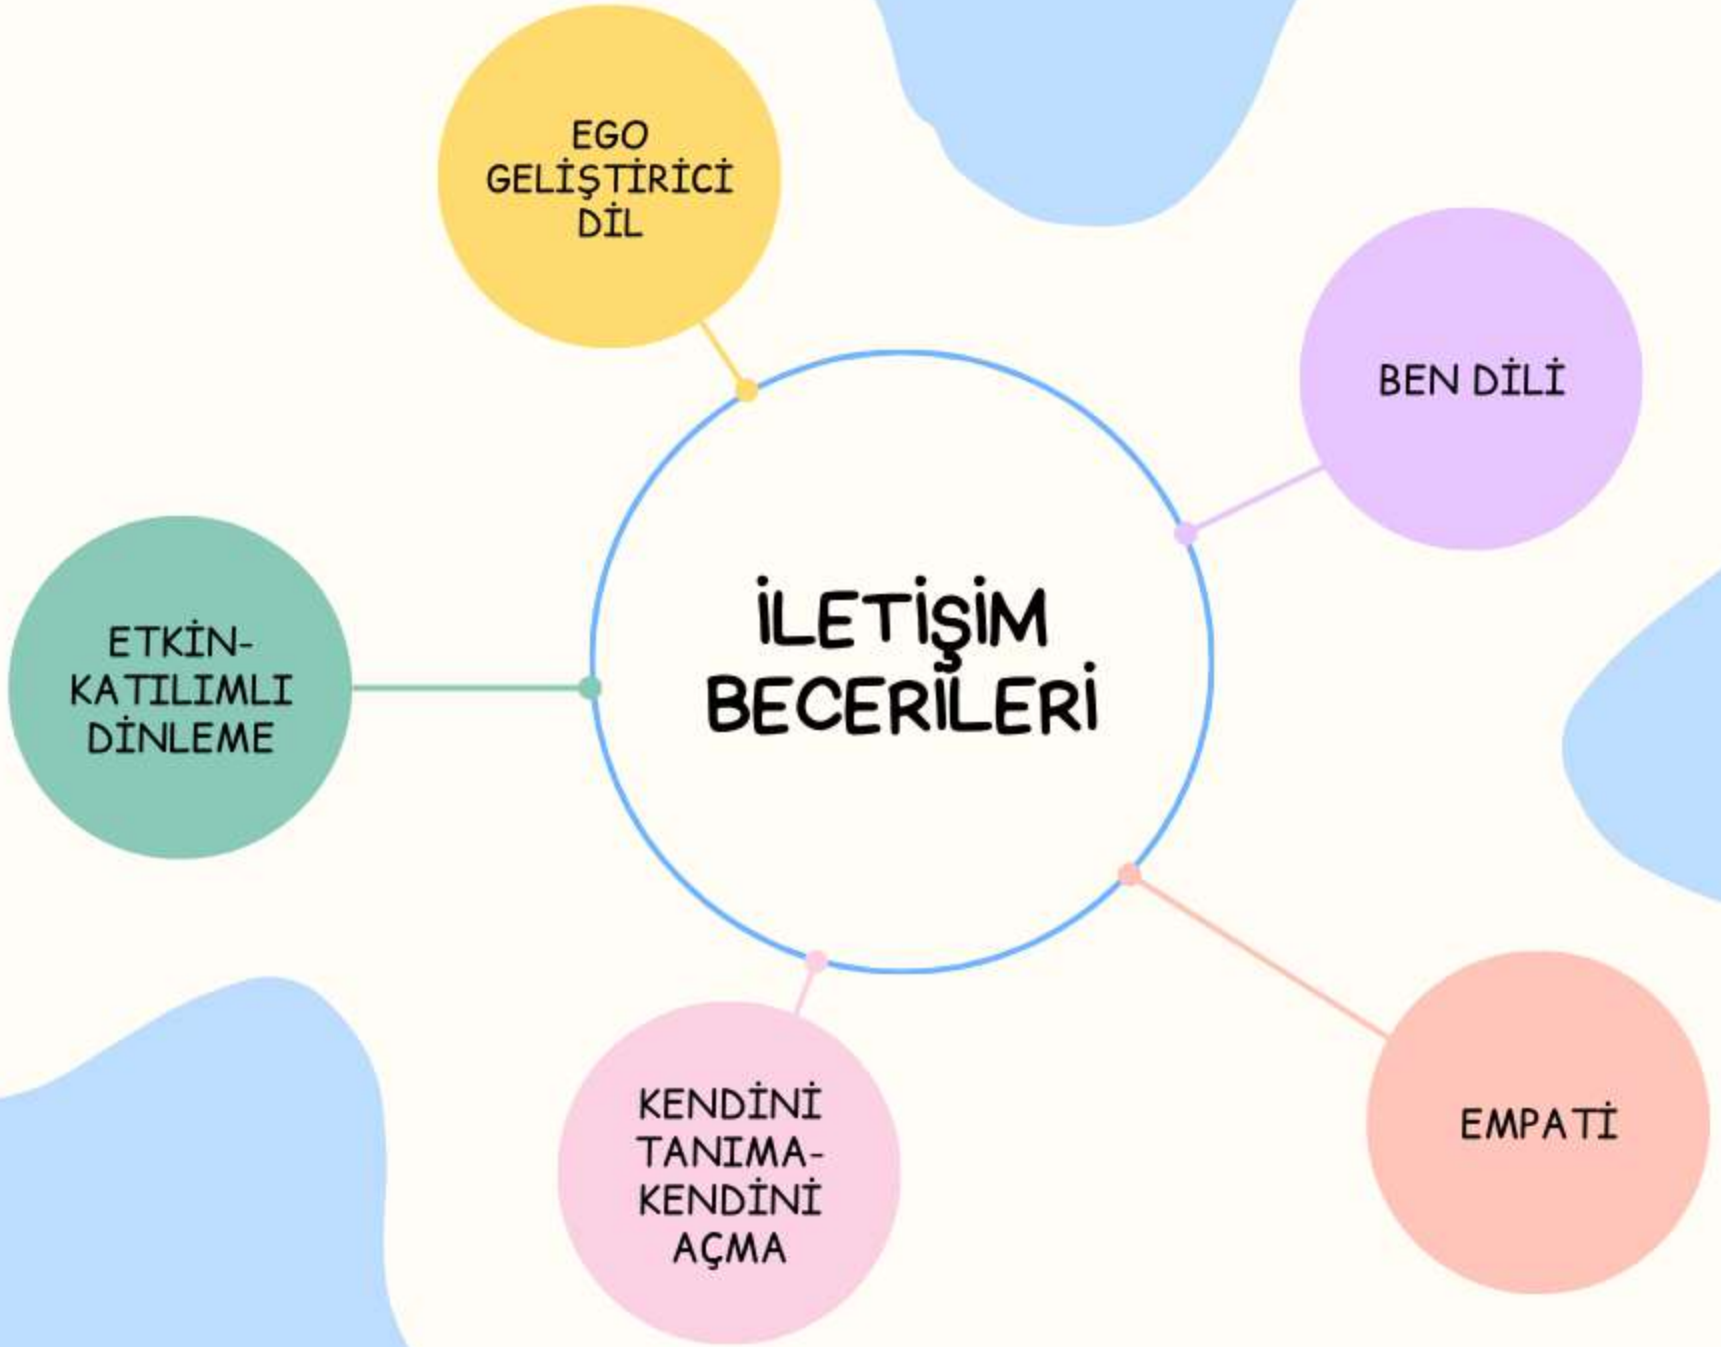 EGO
GELİŞTİRİCİ
DİL
BEN DİLİ
İLETİŞİM
BECERİLERİ
ETKİN-
KATILIMLI
DİNLEME
KENDİNİ
TANIMA-
KENDİNİ
AÇMA
EMPATİ